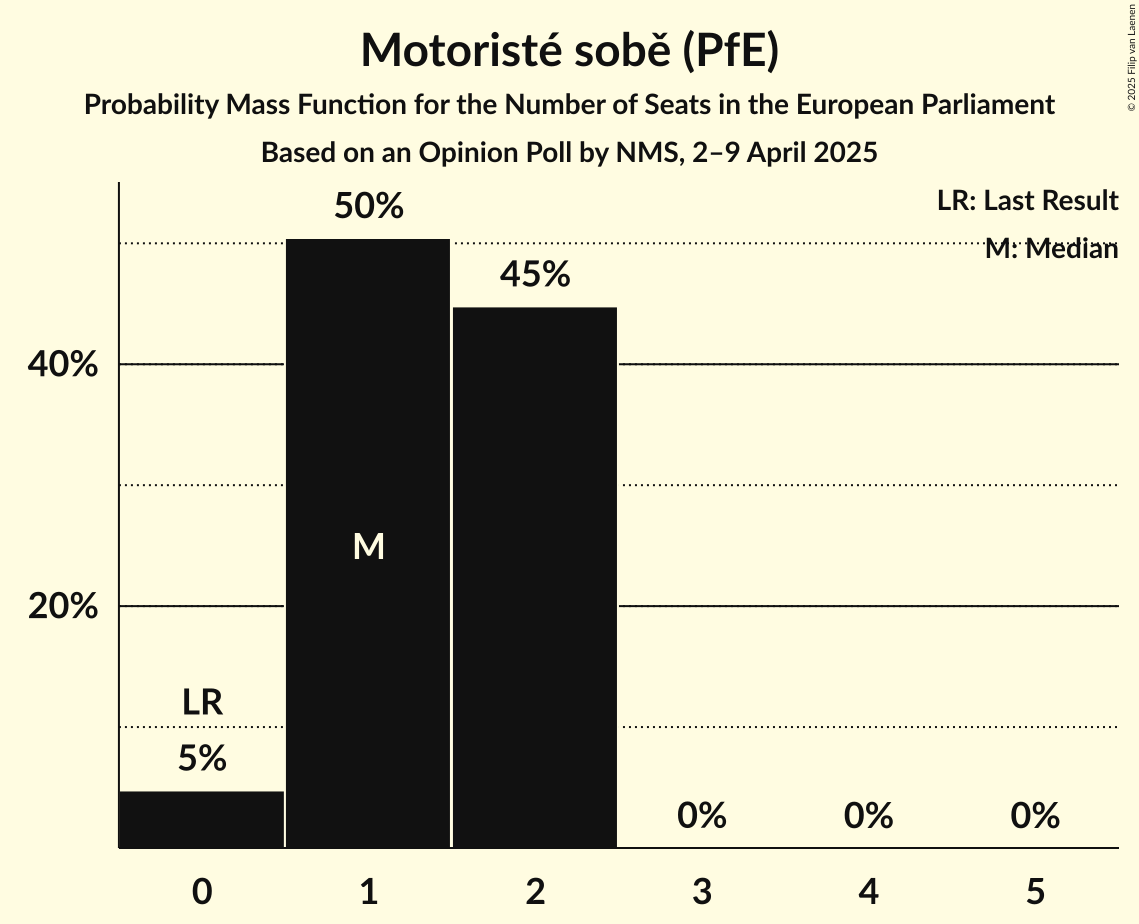 Motoristé sobě (PfE)
Probability Mass Function for the Number of Seats in the European Parliament
Based on an Opinion Poll by NMS, 2–9 April 2025
© 2025 Filip van Laenen
LR: Last Result
M: Median
50%
45%
40%
M
20%
LR
5%
0%
0%
0%
0
1
2
3
4
5